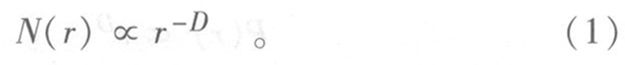 N(r) ∝ r^{-D} 。 (1)